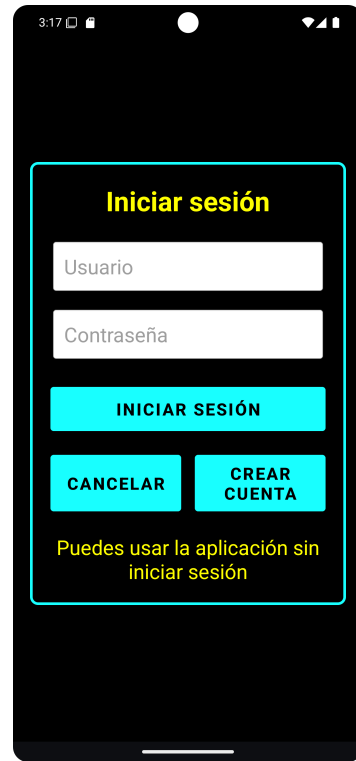 3:17
Iniciar sesión
Usuario
Contraseña
INICIAR SESIÓN
CANCELAR
CREAR
CUENTA
Puedes usar la aplicación sin
iniciar sesión